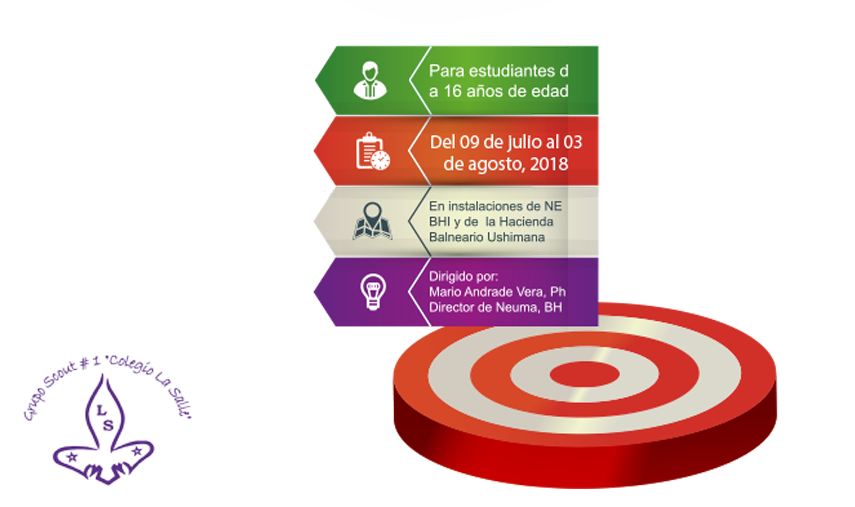 Para estudiantes d
a 16 años de edad
Del 09 de julio al 03
de agosto, 2018
En instalaciones de NE
BHI y de la Hacienda
Balneario Ushimana
Dirigido por:
Mario Andrade Vera, Ph
Director de Neuma, BH
Grupo Scout # 1 "Colegio La Salle"
L
S